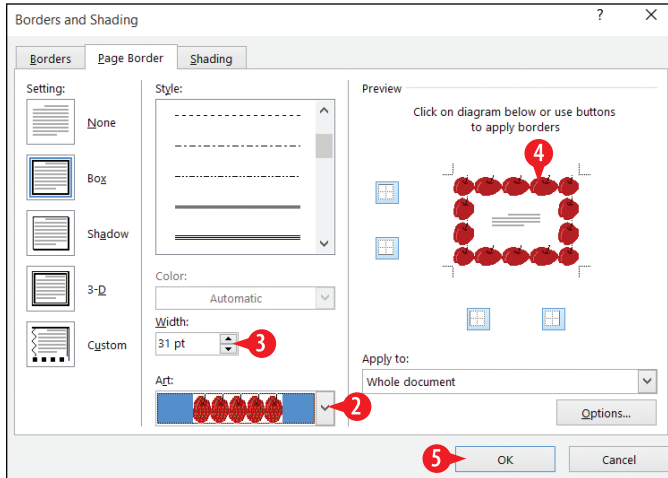 Borders and Shading
?
X
Borders
Page Border
Shading
Setting:
None
Box
Shadow
3-D
Custom
Style:
Color:
Automatic
Width:
31 pt
3
Art:
2
Preview
Click on diagram below or use buttons
to apply borders
4
Apply to:
Whole document
Options...
5
OK
Cancel